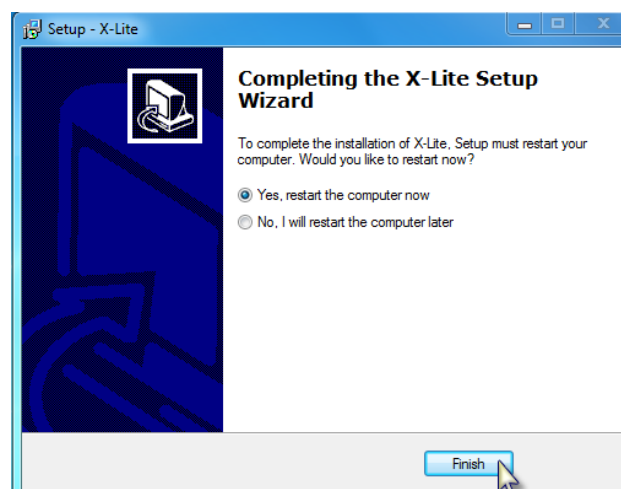 Setup - X-Lite
Completing the X-Lite Setup
Wizard
To complete the installation of X-Lite, Setup must restart your
computer. Would you like to restart now?
Yes, restart the computer now
No, I will restart the computer later
Finish